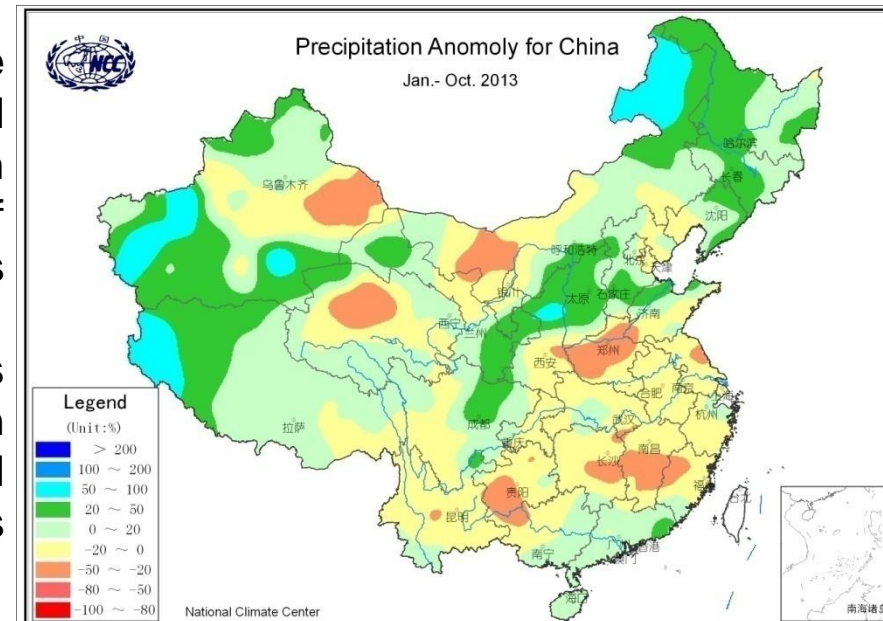 e
l
n
f
s
s
n
l
s
中国
NCC
Precipitation Anomoly for China
Jan.- Oct. 2013
哈尔滨
长春
沈阳
乌鲁木齐
呼和浩特
北京
天津
银川
太原
石家庄
济南
西宁
兰州
西安
郑州
合肥
南京
上海
拉萨
成都
武汉
杭州
重庆
长沙
南昌
贵阳
福
昆明
台北
南宁
香港
澳门
海口
Legend
(Unit:%)
> 200
100 ~ 200
50 ~ 100
20 ~ 50
0 ~ 20
-20 ~ 0
-50 ~ -20
-80 ~ -50
-100 ~ -80
National Climate Center
南海诸岛